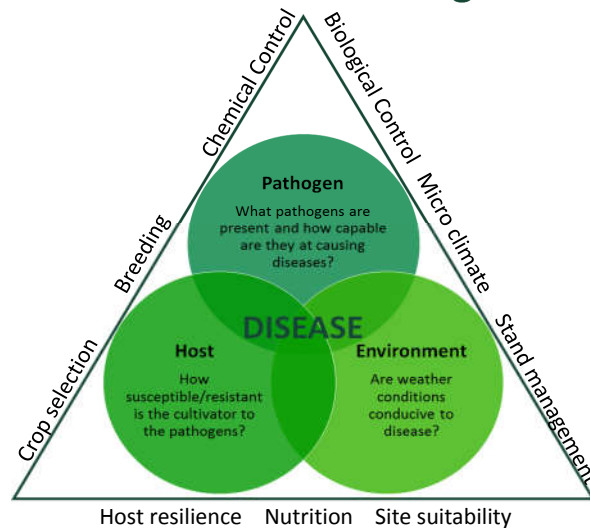 Chemical Control
Biological Control
Breeding
Micro climate
Crop selection
Stand management
Pathogen
What pathogens are
present and how capable
are they at causing
diseases?
DISEASE
Host
How
susceptible/resistant
is the cultivator to
the pathogens?
Environment
Are weather
conditions
conducive to
disease?
Host resilience Nutrition Site suitability